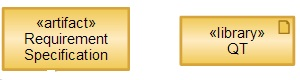 «artifact»
Requirement
Specification
«library»
QT